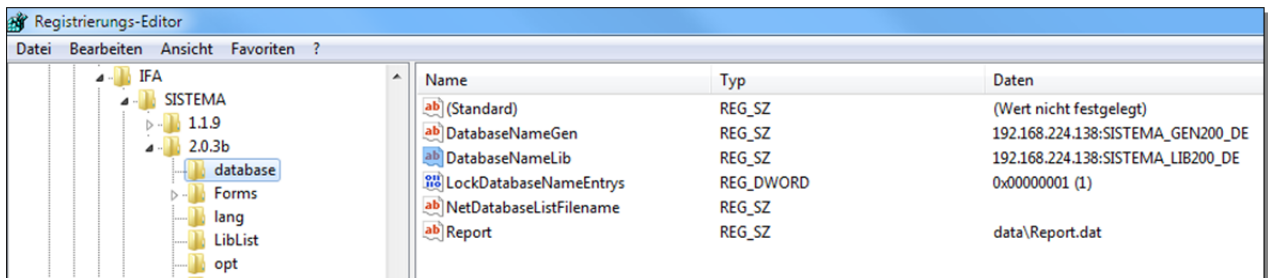 Registrierungs-Editor
Datei Bearbeiten Ansicht Favoriten ?
IFA
SISTEMA
1.1.9
2.0.3b
database
Forms
lang
LibList
opt
Name Typ Daten
(Standard) REG_SZ (Wert nicht festgelegt)
DatabaseNameGen REG_SZ 192.168.224.138:SISTEMA_GEN200_DE
DatabaseNameLib REG_SZ 192.168.224.138:SISTEMA_LIB200_DE
LockDatabaseNameEntrys REG_DWORD 0x00000001 (1)
NetDatabaseListFilename REG_SZ
Report REG_SZ data\Report.dat